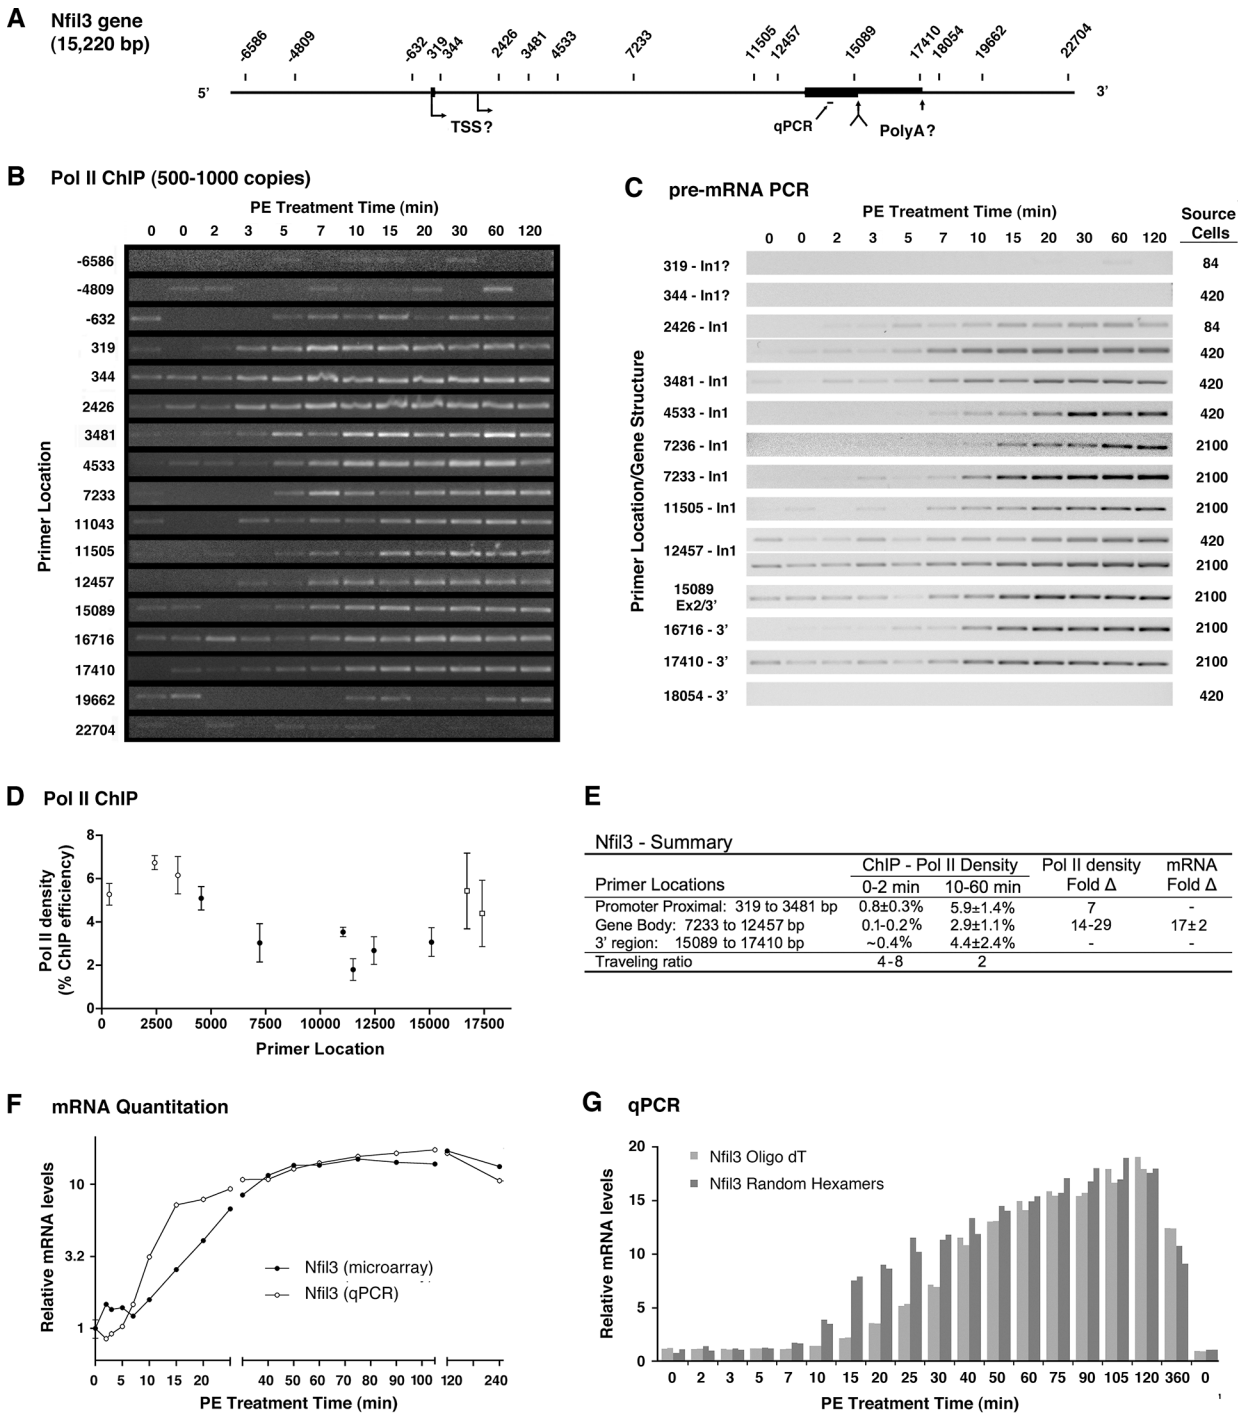 A
Nfil3 gene
(15,220 bp)
-6586 -4809 -632 319 344 2426 3481 4533 7233 11505 12457 15089 17410 18054 19662 22704
5' 3'
TSS? qPCR PolyA?
B Pol II ChIP (500-1000 copies)
PE Treatment Time (min)
0 0 2 3 5 7 10 15 20 30 60 120
Primer Location
-6586
-4809
-632
319
344
2426
3481
4533
7233
11043
11505
12457
15089
16716
17410
19662
22704
C pre-mRNA PCR
PE Treatment Time (min)
Source
Cells
0 0 2 3 5 7 10 15 20 30 60 120
Primer Location/Gene Structure
319 - In1? 84
344 - In1? 420
2426 - In1 84
420
3481 - In1 420
4533 - In1 420
7236 - In1 2100
7233 - In1 2100
11505 - In1 2100
12457 - In1 420
2100
15089
Ex2/3' 2100
16716 - 3' 2100
17410 - 3' 2100
18054 - 3' 420
D Pol II ChIP
Pol II density
(% ChIP efficiency)
8
6
4
2
0
0 2500 5000 7500 10000 12500 15000 17500
Primer Location
E
Nfil3 - Summary
ChIP - Pol II Density Pol II density mRNA
Primer Locations 0-2 min 10-60 min Fold Δ Fold Δ
Promoter Proximal: 319 to 3481 bp 0.8±0.3% 5.9±1.4% 7 -
Gene Body: 7233 to 12457 bp 0.1-0.2% 2.9±1.1% 14-29 17±2
3' region: 15089 to 17410 bp ~0.4% 4.4±2.4% - -
Traveling ratio 4-8 2
F mRNA Quantitation
Relative mRNA levels
10
3.2
1
Nfil3 (microarray)
Nfil3 (qPCR)
0 5 10 15 20 30 40 50 60 70 80 90 100 120 240
PE Treatment Time (min)
G qPCR
Relative mRNA levels
20
15
10
5
0
Nfil3 Oligo dT
Nfil3 Random Hexamers
0 2 3 5 7 10 15 20 25 30 40 50 60 75 90 105 120 360 0
PE Treatment Time (min)